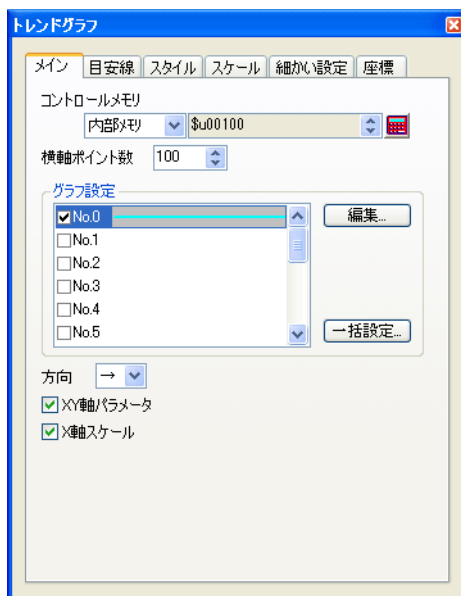 トレンドグラフ
メイン 目安線 スタイル スケール 細かい設定 座標
コントロールメモリ
内部メモリ $u00100
横軸ポイント数 100
グラフ設定
No.0 編集...
No.1
No.2
No.3
No.4
No.5 一括設定...
方向 →
XY軸パラメータ
X軸スケール